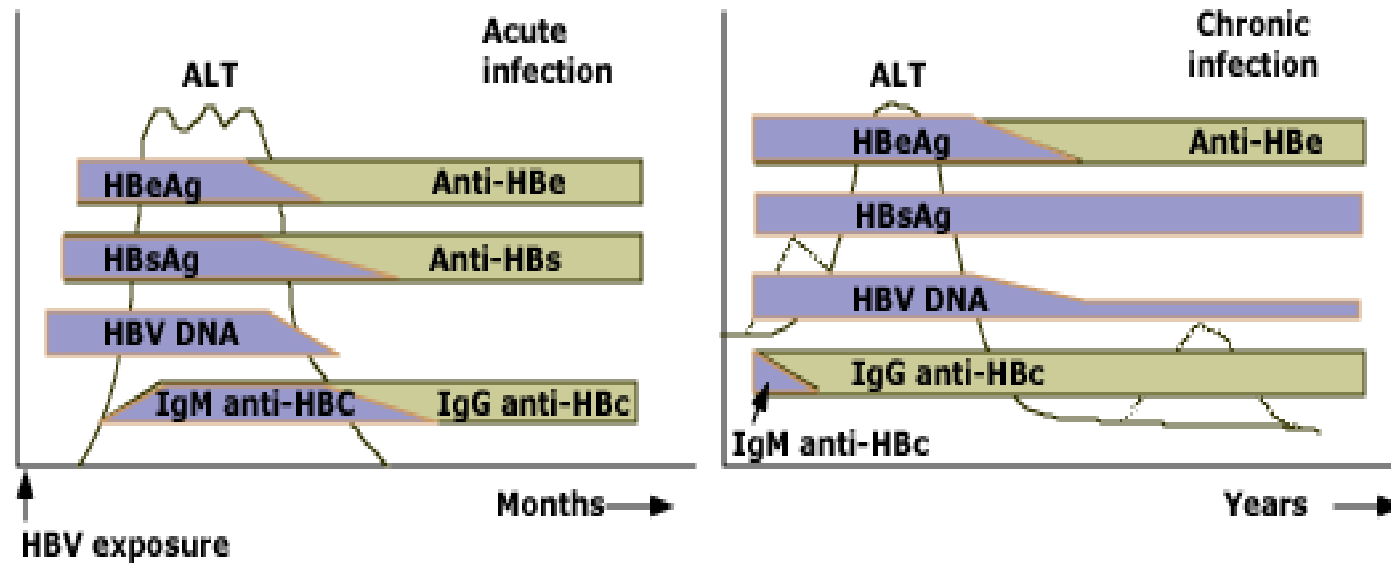 Acute
infection
ALT
HBeAg Anti-HBe
HBsAg Anti-HBs
HBV DNA
IgM anti-HBC IgG anti-HBc
Months
HBV exposure
Chronic
infection
ALT
HBeAg Anti-HBe
HBsAg
HBV DNA
IgG anti-HBc
IgM anti-HBc
Years